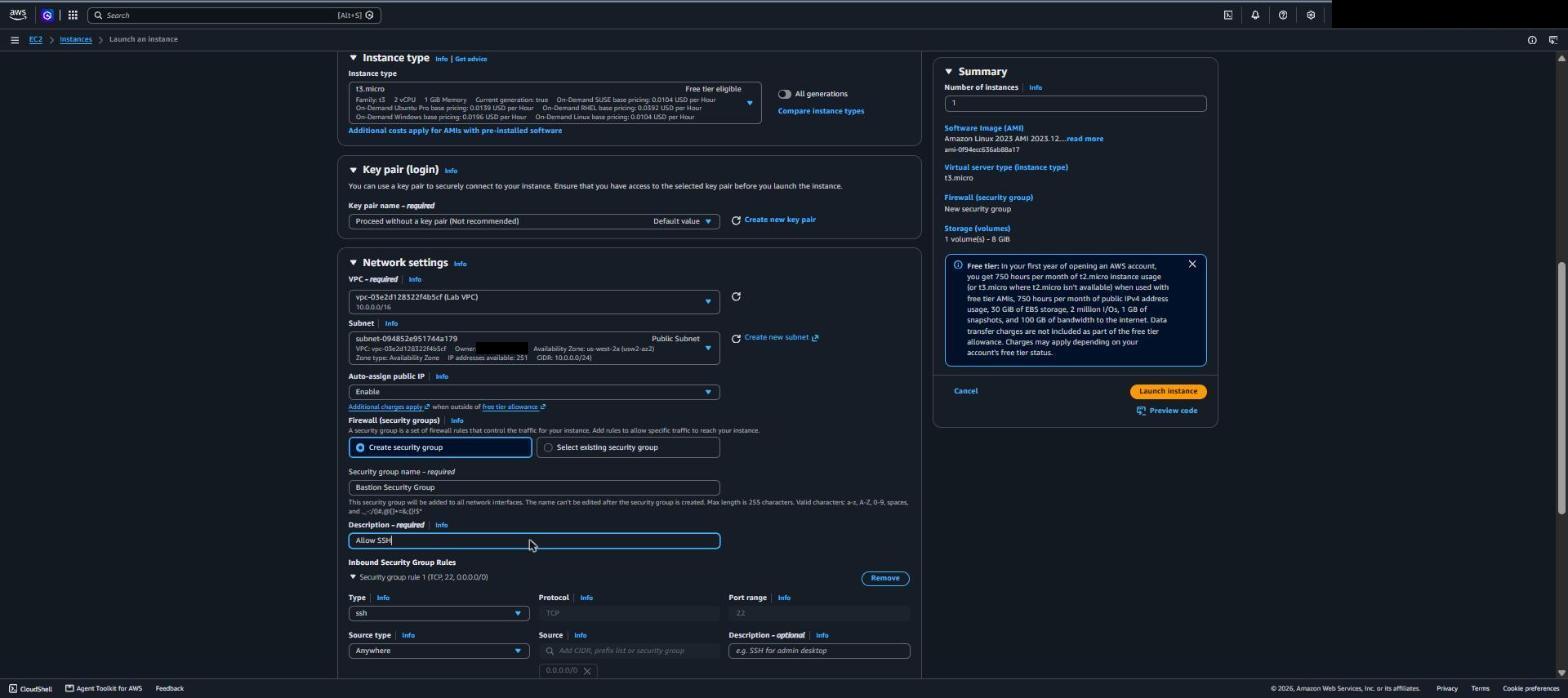 aws
Search [Alt+S]
EC2 > Instances > Launch an instance
Instance type Info | Get advice
Instance type
t3.micro Free tier eligible
Family: t3 2 vCPU 1 GiB Memory Current generation: true On-Demand SUSE base pricing: 0.0104 USD per Hour
On-Demand Ubuntu Pro base pricing: 0.0139 USD per Hour On-Demand RHEL base pricing: 0.0392 USD per Hour
On-Demand Windows base pricing: 0.0196 USD per Hour On-Demand Linux base pricing: 0.0104 USD per Hour
All generations
Compare instance types
Additional costs apply for AMIs with pre-installed software
Key pair (login) Info
You can use a key pair to securely connect to your instance. Ensure that you have access to the selected key pair before you launch the instance.
Key pair name - required
Proceed without a key pair (Not recommended) Default value
Create new key pair
Network settings Info
VPC - required | Info
vpc-03e2d128322f4b5cf (Lab VPC)
10.0.0.0/16
Subnet | Info
subnet-094852e951744a179 Public Subnet
VPC: vpc-03e2d128322f4b5cf Owner: Availability Zone: us-west-2a (usw2-az2)
Zone type: Availability Zone IP addresses available: 251 CIDR: 10.0.0.0/24)
Create new subnet
Auto-assign public IP | Info
Enable
Additional charges apply when outside of free tier allowance
Firewall (security groups) | Info
A security group is a set of firewall rules that control the traffic for your instance. Add rules to allow specific traffic to reach your instance.
Create security group
Select existing security group
Security group name - required
Bastion Security Group
This security group will be added to all network interfaces. The name can't be edited after the security group is created. Max length is 255 characters. Valid characters: a-z, A-Z, 0-9, spaces,
Description - required | Info
Allow SSH
Inbound Security Group Rules
Security group rule 1 (TCP, 22, 0.0.0.0/0)
Remove
Type | Info Protocol | Info Port range | Info
ssh TCP 22
Source type | Info Source | Info Description - optional | Info
Anywhere Add CIDR, prefix list or security group e.g. SSH for admin desktop
0.0.0.0/0
Summary
Number of instances | Info
1
Software Image (AMI)
Amazon Linux 2023 AMI 2023.12...read more
ami-0f94ecc636ab88a17
Virtual server type (instance type)
t3.micro
Firewall (security group)
New security group
Storage (volumes)
1 volume(s) - 8 GiB
Free tier: In your first year of opening an AWS account,
you get 750 hours per month of t2.micro instance usage
(or t3.micro where t2.micro isn't available) when used with
free tier AMIs, 750 hours per month of public IPv4 address
usage, 30 GiB of EBS storage, 2 million I/Os, 1 GB of
snapshots, and 100 GB of bandwidth to the internet. Data
transfer charges are not included as part of the free tier
allowance. Charges may apply depending on your
account's free tier status.
Cancel
Launch instance
Preview code
CloudShell Agent Toolkit for AWS Feedback
© 2026, Amazon Web Services, Inc. or its affiliates. Privacy Terms Cookie preferences